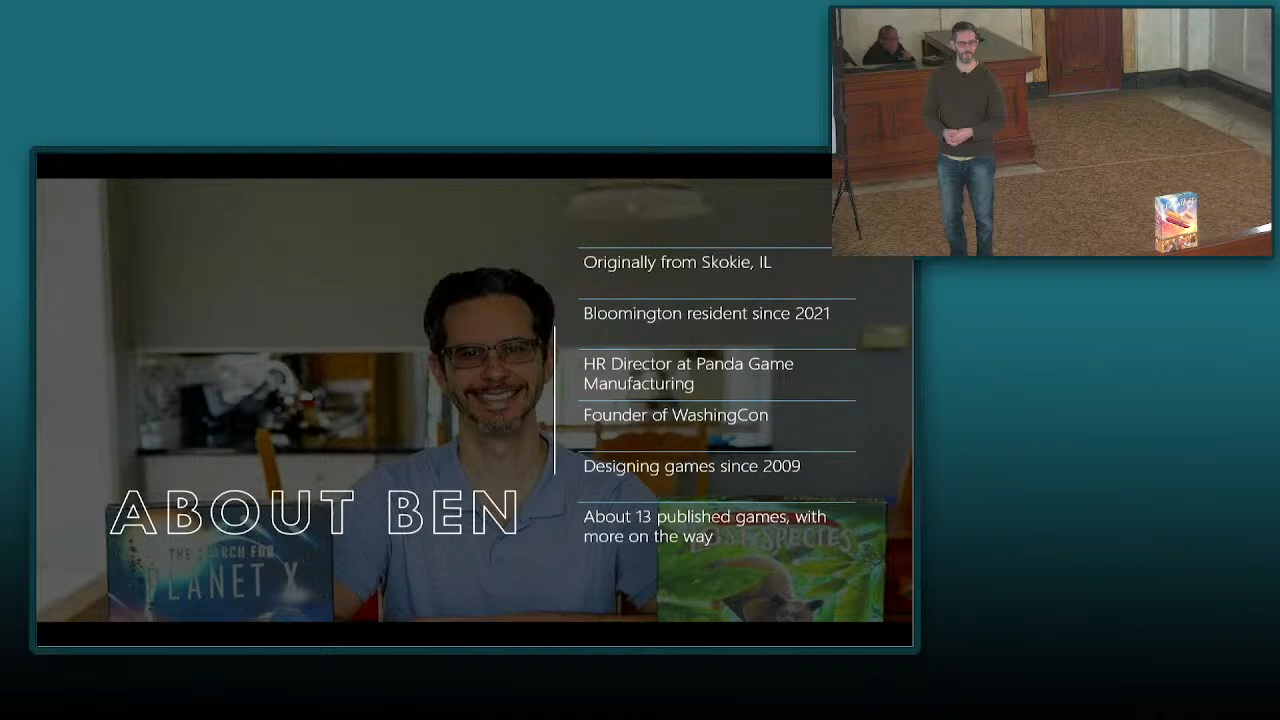 Originally from Skokie, IL
Bloomington resident since 2021
HR Director at Panda Game
Manufacturing
Founder of WashingCon
Designing games since 2009
About 13 published games, with
more on the way
ABOUT BEN
THE SEARCH FOR
PLANET X
LOST SPECIES